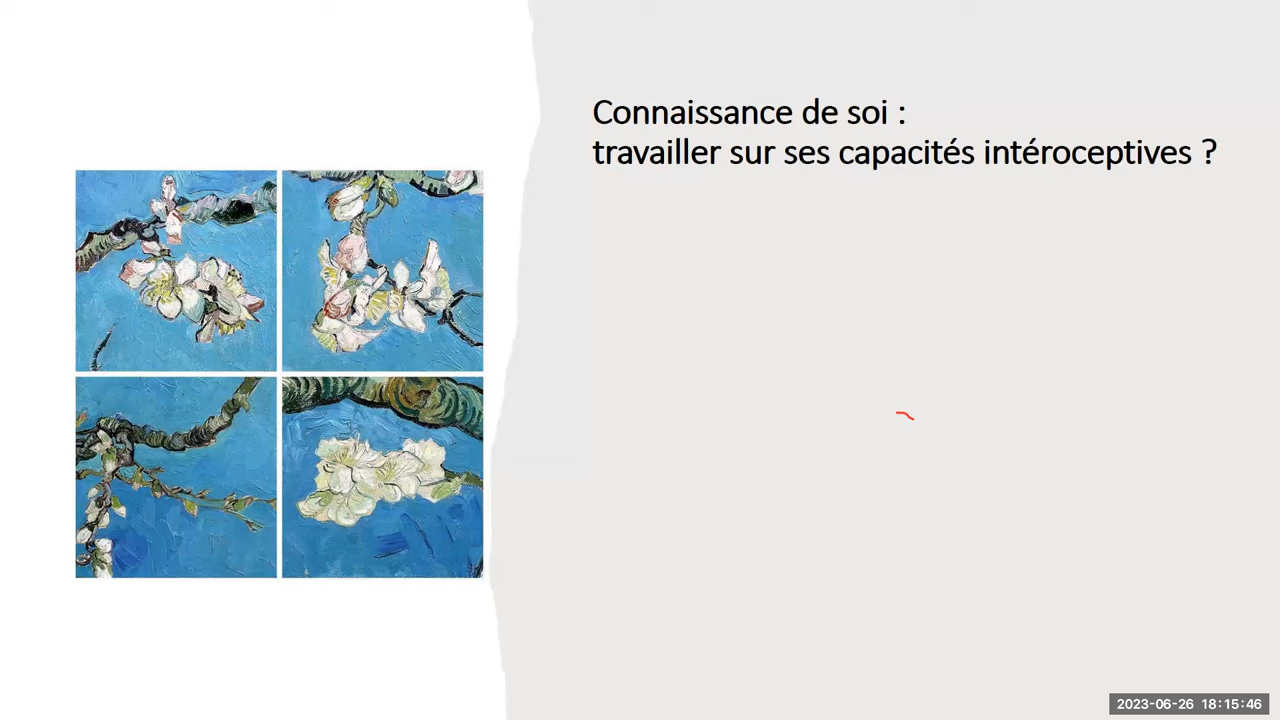 Connaissance de soi :
travailler sur ses capacités intéroceptives ?
2023-06-26 18:15:46